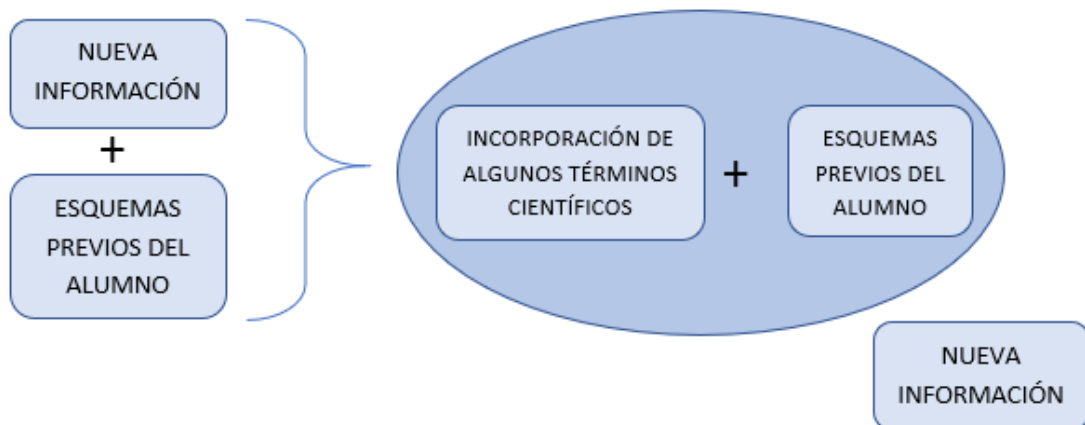 NUEVA
INFORMACIÓN
+
ESQUEMAS
PREVIOS DEL
ALUMNO
INCORPORACIÓN DE
ALGUNOS TÉRMINOS
CIENTÍFICOS
+
ESQUEMAS
PREVIOS DEL
ALUMNO
NUEVA
INFORMACIÓN